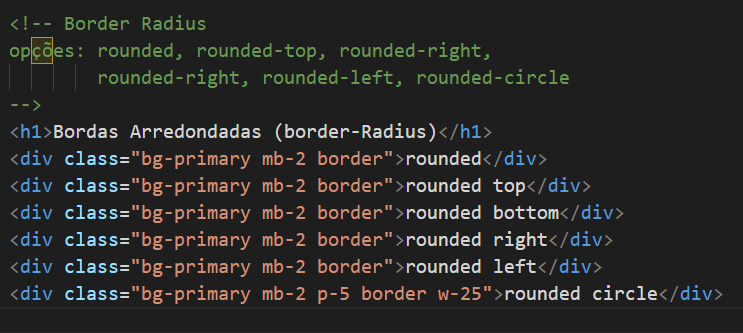 <!-- Border Radius
opções: rounded, rounded-top, rounded-right,
        rounded-right, rounded-left, rounded-circle
-->
<h1>Bordas Arredondadas (border-Radius)</h1>
<div class="bg-primary mb-2 border">rounded</div>
<div class="bg-primary mb-2 border">rounded top</div>
<div class="bg-primary mb-2 border">rounded bottom</div>
<div class="bg-primary mb-2 border">rounded right</div>
<div class="bg-primary mb-2 border">rounded left</div>
<div class="bg-primary mb-2 p-5 border w-25">rounded circle</div>